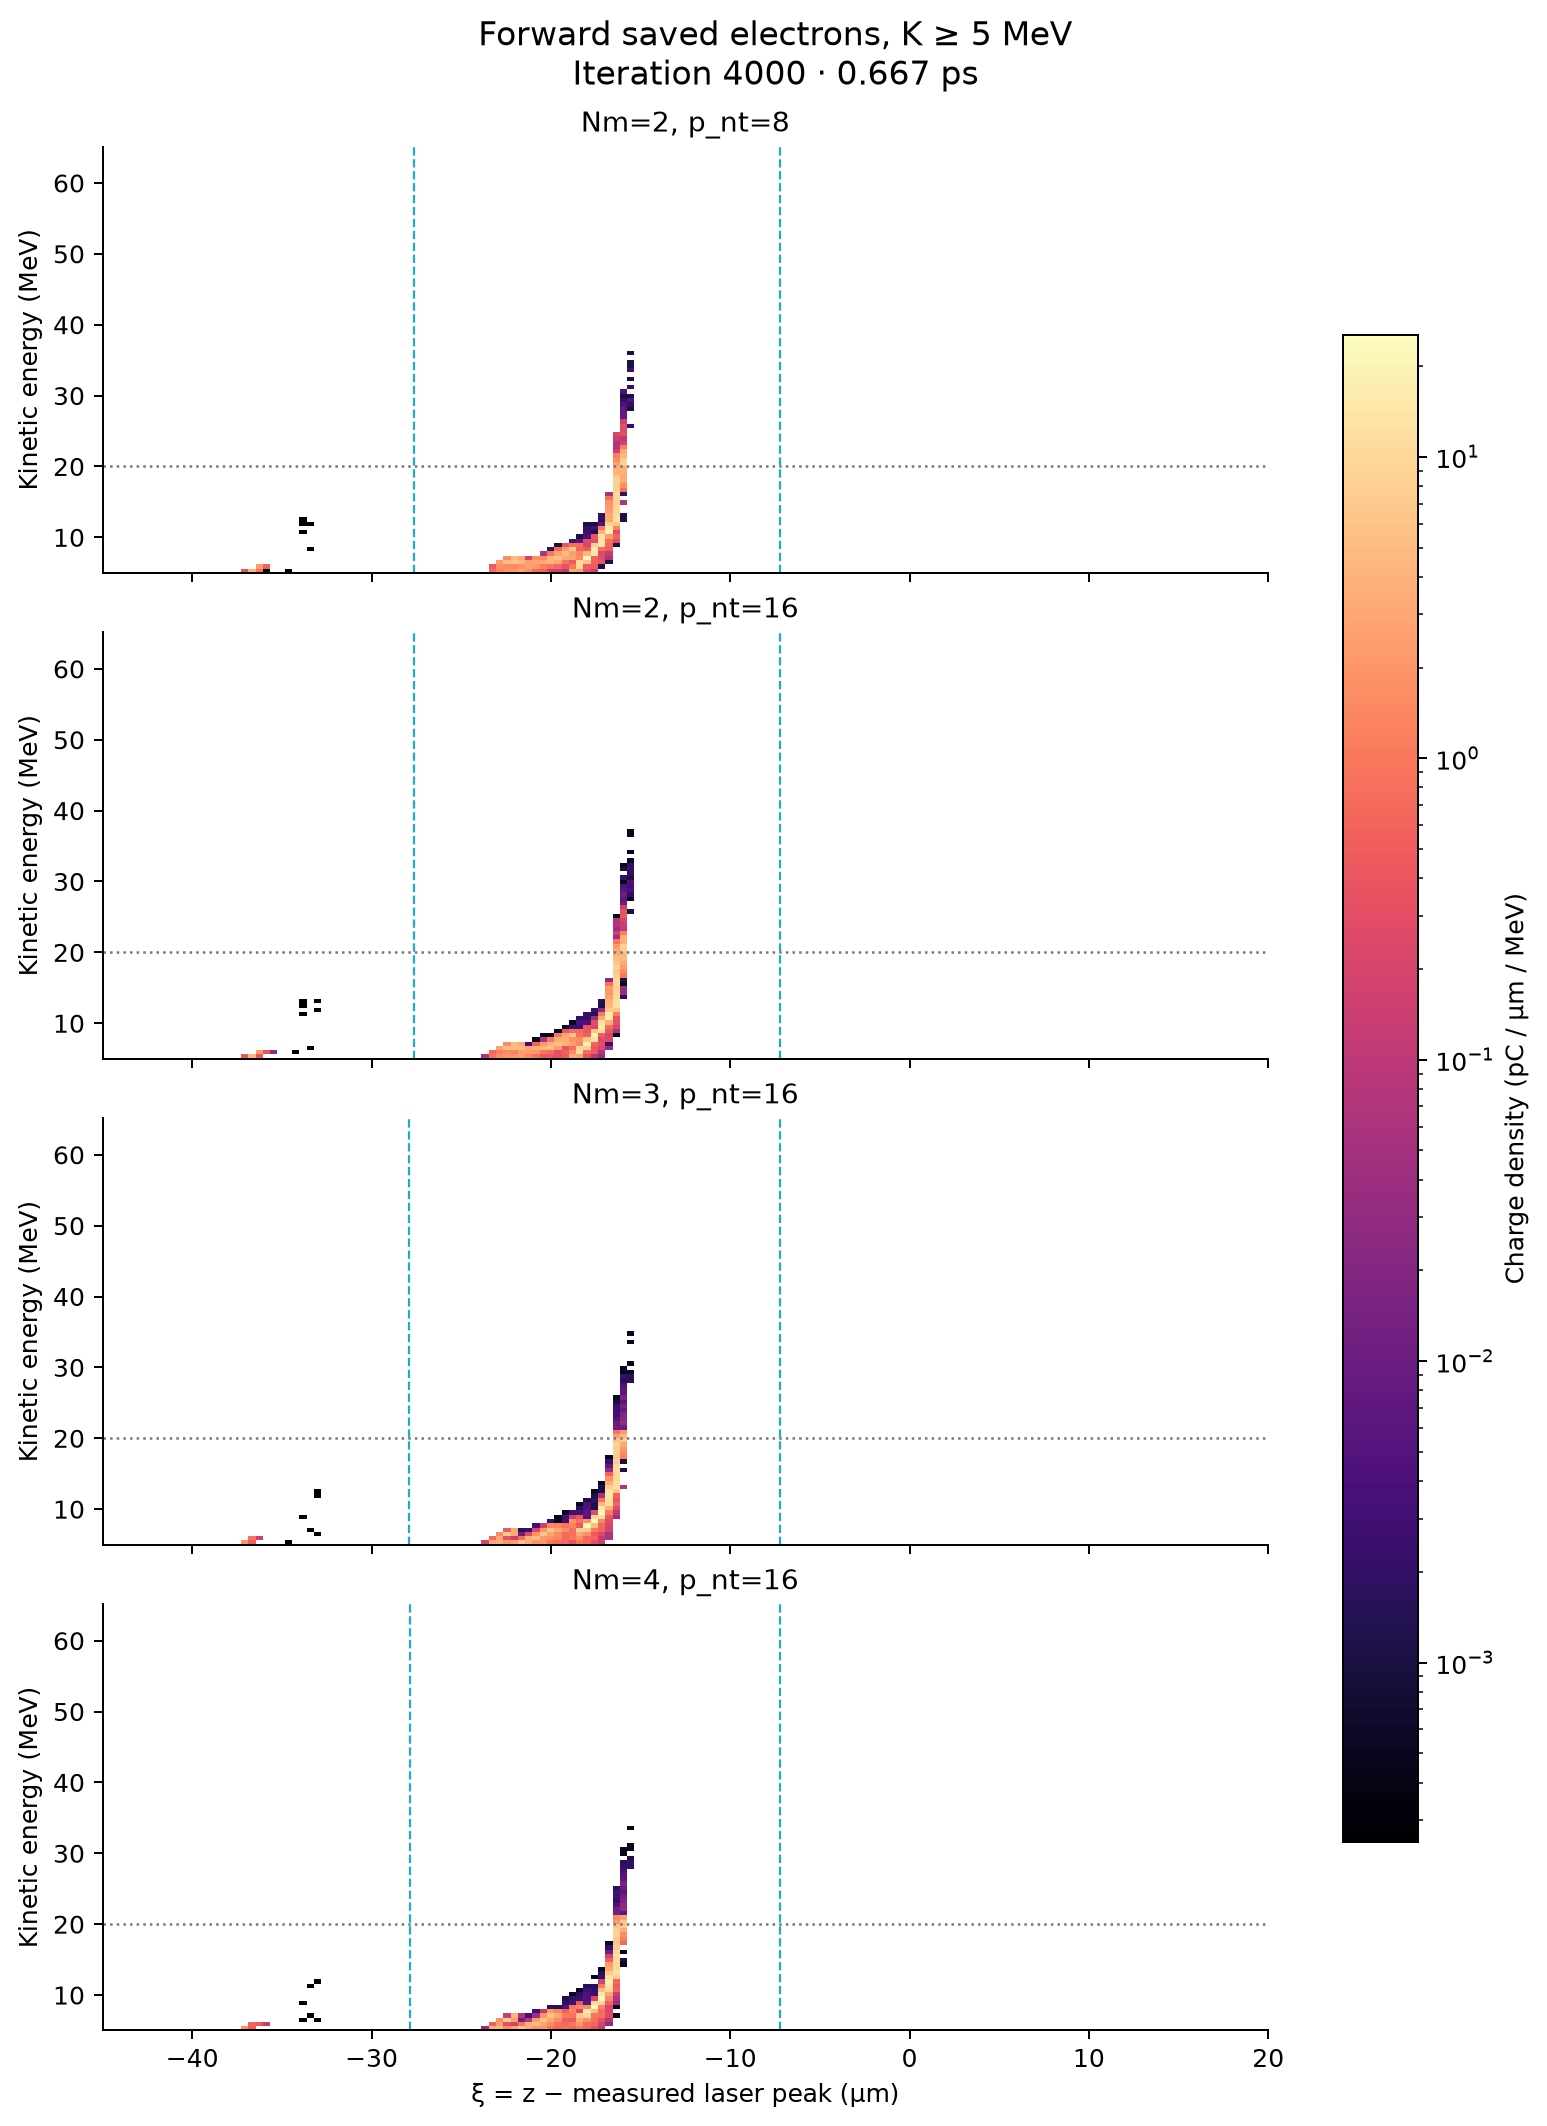 Forward saved electrons, K ≥ 5 MeV
Iteration 4000 · 0.667 ps
Nm=2, p_nt=8
Kinetic energy (MeV)
60
50
40
30
20
10
Nm=2, p_nt=16
Kinetic energy (MeV)
60
50
40
30
20
10
Nm=3, p_nt=16
Kinetic energy (MeV)
60
50
40
30
20
10
Nm=4, p_nt=16
Kinetic energy (MeV)
60
50
40
30
20
10
−40 −30 −20 −10 0 10 20
ξ = z − measured laser peak (μm)
10¹
10⁰
10⁻¹
10⁻²
10⁻³
Charge density (pC / μm / MeV)